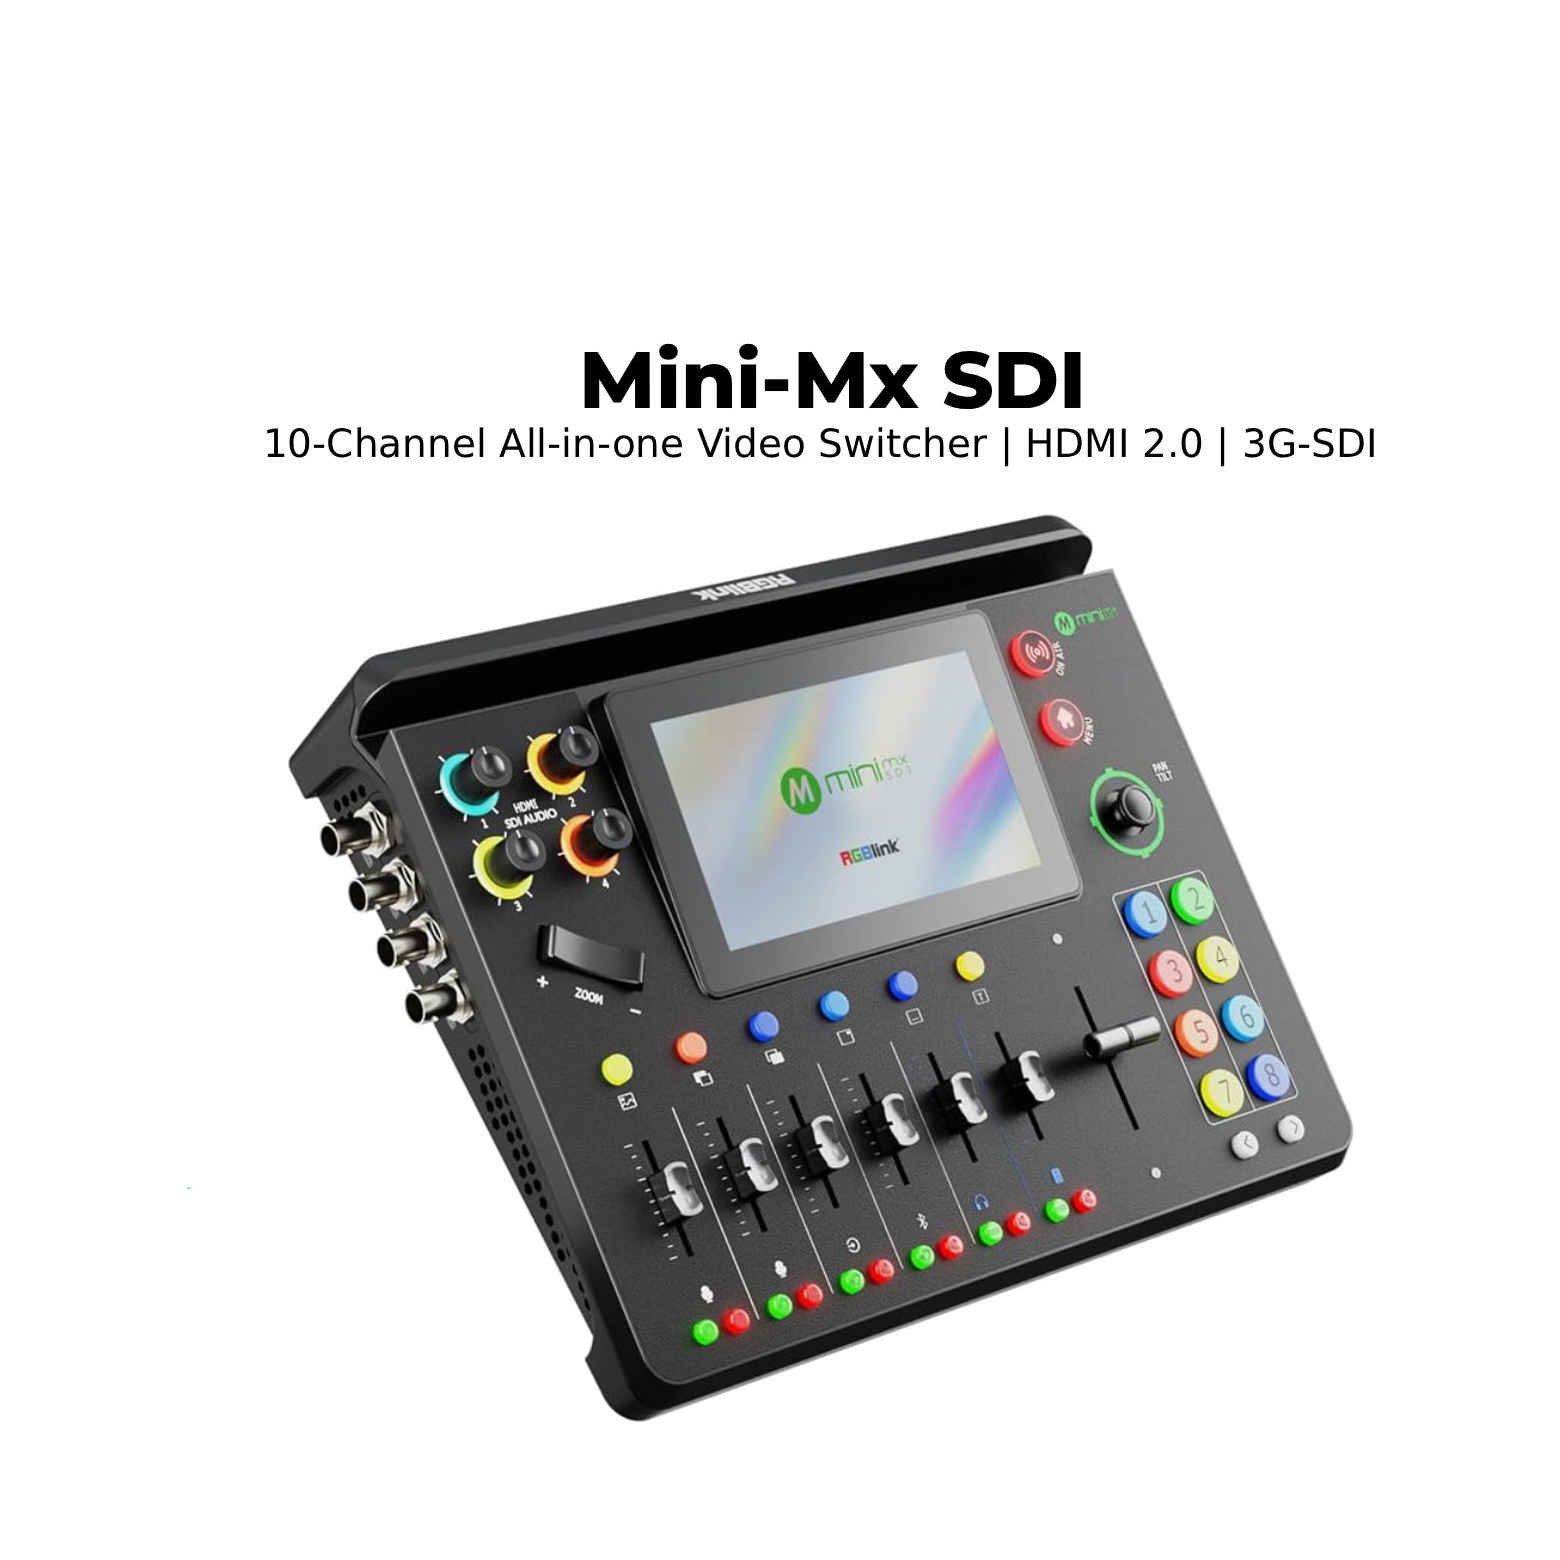 Mini-Mx SDI
10-Channel All-in-one Video Switcher | HDMI 2.0 | 3G-SDI
RGBlink
M mini
ON AIR
MENU
PAN
TILT
M mini mx
SDI
RGBlink
HDMI
SDI AUDIO
1
2
3
4
+ ZOOM -
T
1 2
3 4
5 6
7 8
< >